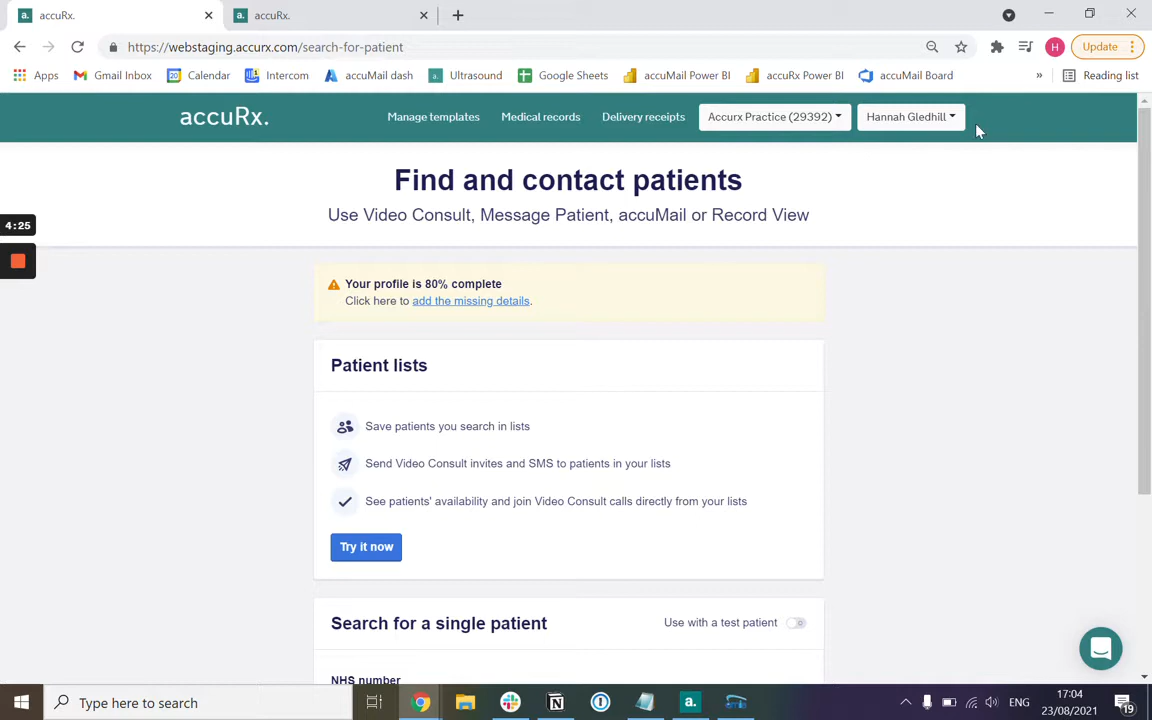 accuRx.
accuRx.
https://webstaging.accurx.com/search-for-patient
H
Update
Apps
Gmail Inbox
Calendar
Intercom
accuMail dash
Ultrasound
Google Sheets
accuMail Power BI
accuRx Power BI
accuMail Board
»
Reading list
accuRx.
Manage templates
Medical records
Delivery receipts
Accurx Practice (29392)
Hannah Gledhill
Find and contact patients
Use Video Consult, Message Patient, accuMail or Record View
4:25
Your profile is 80% complete
Click here to add the missing details.
Patient lists
Save patients you search in lists
Send Video Consult invites and SMS to patients in your lists
See patients' availability and join Video Consult calls directly from your lists
Try it now
Search for a single patient
Use with a test patient
NHS number
Type here to search
a.
ENG
17:04
23/08/2021
19